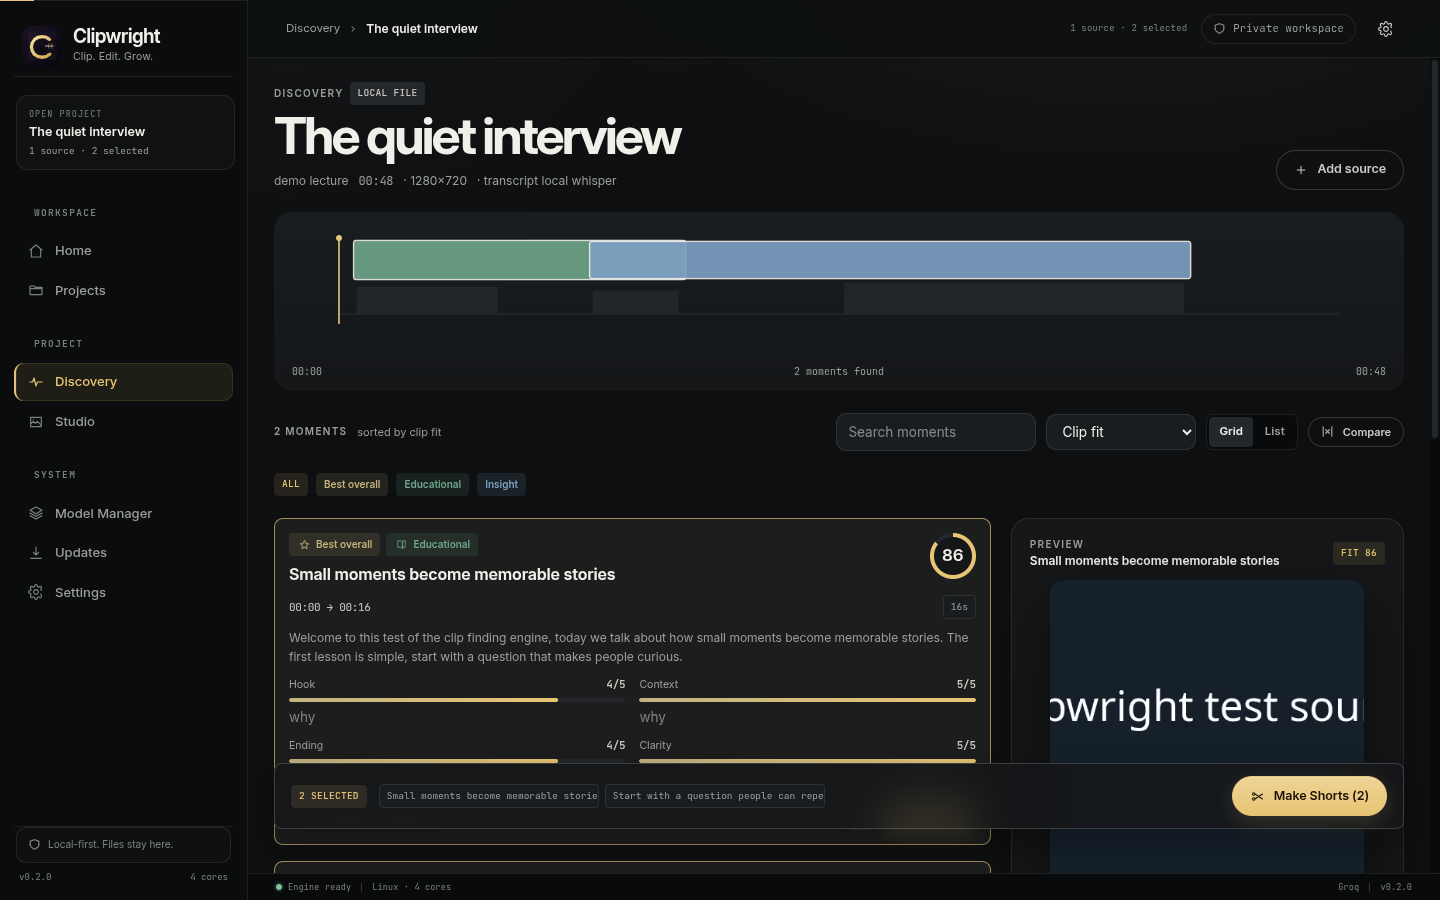 Clipwright
Clip. Edit. Grow.
OPEN PROJECT
The quiet interview
1 source · 2 selected
WORKSPACE
Home
Projects
PROJECT
Discovery
Studio
SYSTEM
Model Manager
Updates
Settings
Local-first. Files stay here.
v0.2.0 4 cores
Discovery › The quiet interview
1 source · 2 selected Private workspace
DISCOVERY LOCAL FILE
The quiet interview
demo lecture 00:48 · 1280×720 · transcript local whisper
Add source
00:00 2 moments found 00:48
2 MOMENTS sorted by clip fit
Search moments Clip fit Grid List Compare
ALL Best overall Educational Insight
Best overall Educational 86
Small moments become memorable stories
00:00 → 00:16 16s
Welcome to this test of the clip finding engine, today we talk about how small moments become memorable stories. The
first lesson is simple, start with a question that makes people curious.
Hook 4/5 Context 5/5
why why
Ending 4/5 Clarity 5/5
PREVIEW
Small moments become memorable stories
FIT 86
pwright test sour
2 SELECTED Small moments become memorable storie Start with a question people can repe
Make Shorts (2)
Engine ready | Linux · 4 cores
Groq | v0.2.0